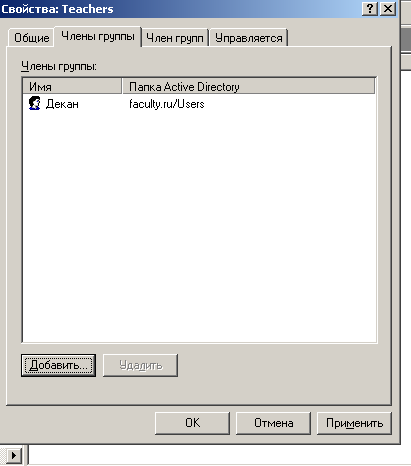 Свойства: Teachers
Общие Члены группы Член групп Управляется
Члены группы:
Имя Папка Active Directory
Декан faculty.ru/Users
Добавить... Удалить
OK Отмена Применить